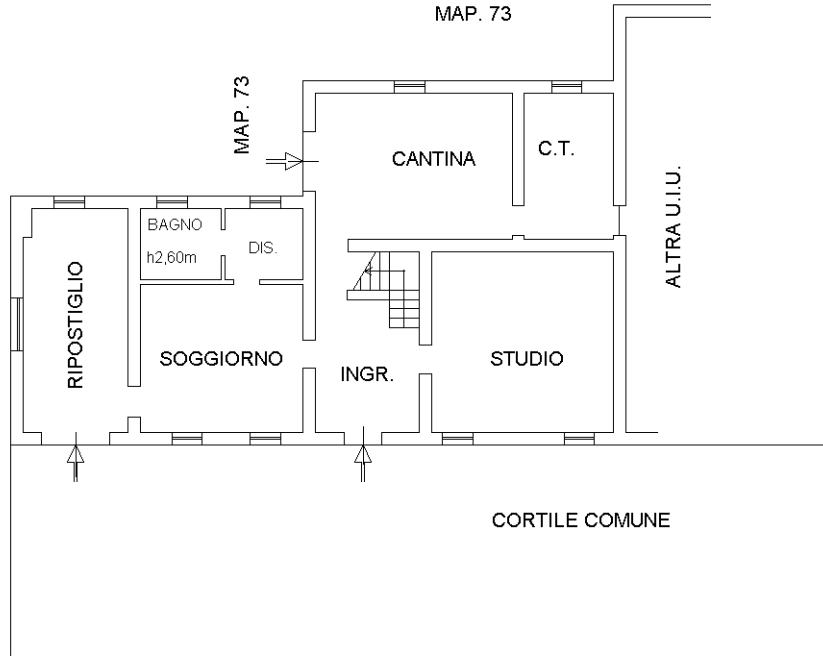 MAP. 73
MAP. 73
CANTINA
C.T.
ALTRA U.I.U.
BAGNO
h2,60m
DIS.
RIPOSTIGLIO
SOGGIORNO
INGR.
STUDIO
CORTILE COMUNE